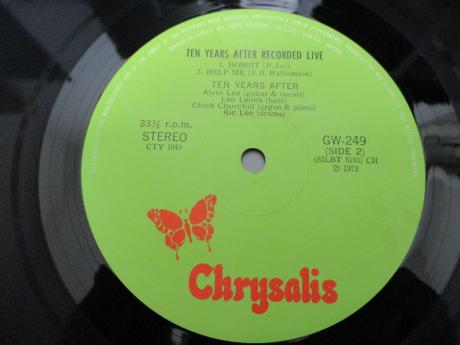 TEN YEARS AFTER RECORDED LIVE
1. HOBBIT (R. Lee)
2. HELP ME (S. B. Williamson)
TEN YEARS AFTER
Alvin Lee (guitar & vocals)
Leo Lyons (bass)
Chick Churchil (organ & piano)
Ric Lee (drums)
33⅓ r.p.m.
STEREO
CTY 1049
GW-249
(SIDE 2)
(SILBT 5193) CH
Ⓟ 1973
Chrysalis